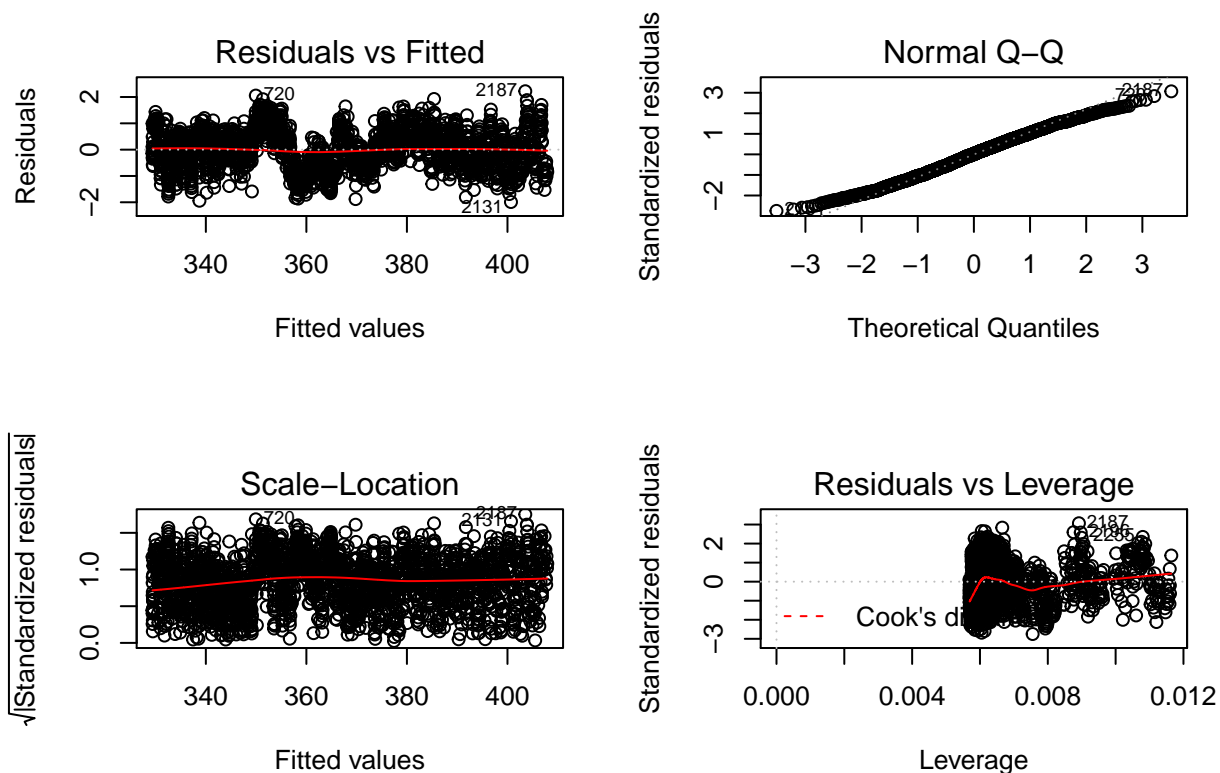 Residuals vs Fitted
Residuals
2
0
−2
720
2187
2131
340
360
380
400
Fitted values
Normal Q−Q
Standardized residuals
3
1
−2
2187
−3
−2
−1
0
1
2
3
Theoretical Quantiles
Scale−Location
√|Standardized residuals|
1.0
0.0
720
2187
2131
340
360
380
400
Fitted values
Residuals vs Leverage
Standardized residuals
2
0
−3
2187
Cook's di
0.000
0.004
0.008
0.012
Leverage